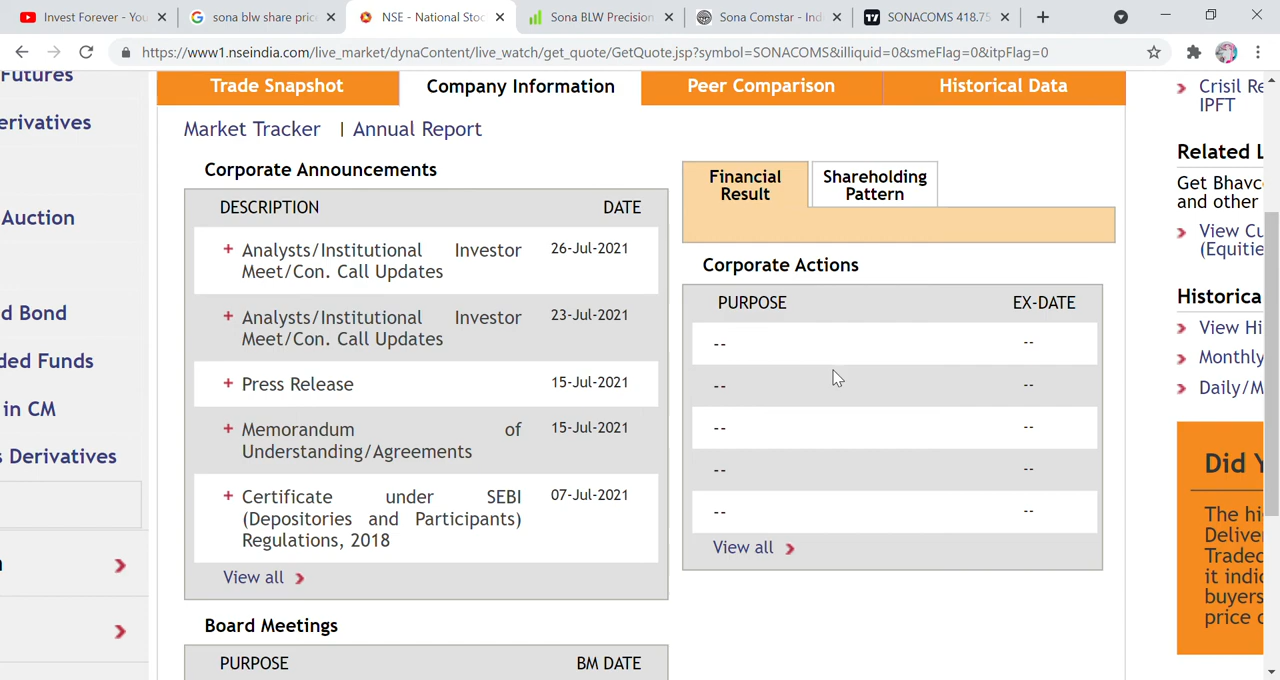 Invest Forever - You
sona blw share pric
NSE - National Stoc
Sona BLW Precision
Sona Comstar - Ind
SONACOMS 418.75
https://www1.nseindia.com/live_market/dynaContent/live_watch/get_quote/GetQuote.jsp?symbol=SONACOMS&illiquid=0&smeFlag=0&itpFlag=0
Futures
erivatives
Auction
d Bond
ded Funds
in CM
s Derivatives
Trade Snapshot
Company Information
Peer Comparison
Historical Data
Market Tracker | Annual Report
Corporate Announcements
DESCRIPTION DATE
+ Analysts/Institutional Investor 26-Jul-2021
Meet/Con. Call Updates
+ Analysts/Institutional Investor 23-Jul-2021
Meet/Con. Call Updates
+ Press Release 15-Jul-2021
+ Memorandum of 15-Jul-2021
Understanding/Agreements
+ Certificate under SEBI 07-Jul-2021
(Depositories and Participants)
Regulations, 2018
View all
Board Meetings
PURPOSE BM DATE
Financial
Result
Shareholding
Pattern
Corporate Actions
PURPOSE EX-DATE
-- --
-- --
-- --
-- --
-- --
View all
Crisil Re
IPFT
Related L
Get Bhavc
and other
View Cu
(Equitie
Historica
View Hi
Monthly
Daily/M
Did Y
The hi
Deliver
Traded
it indic
buyers
price o